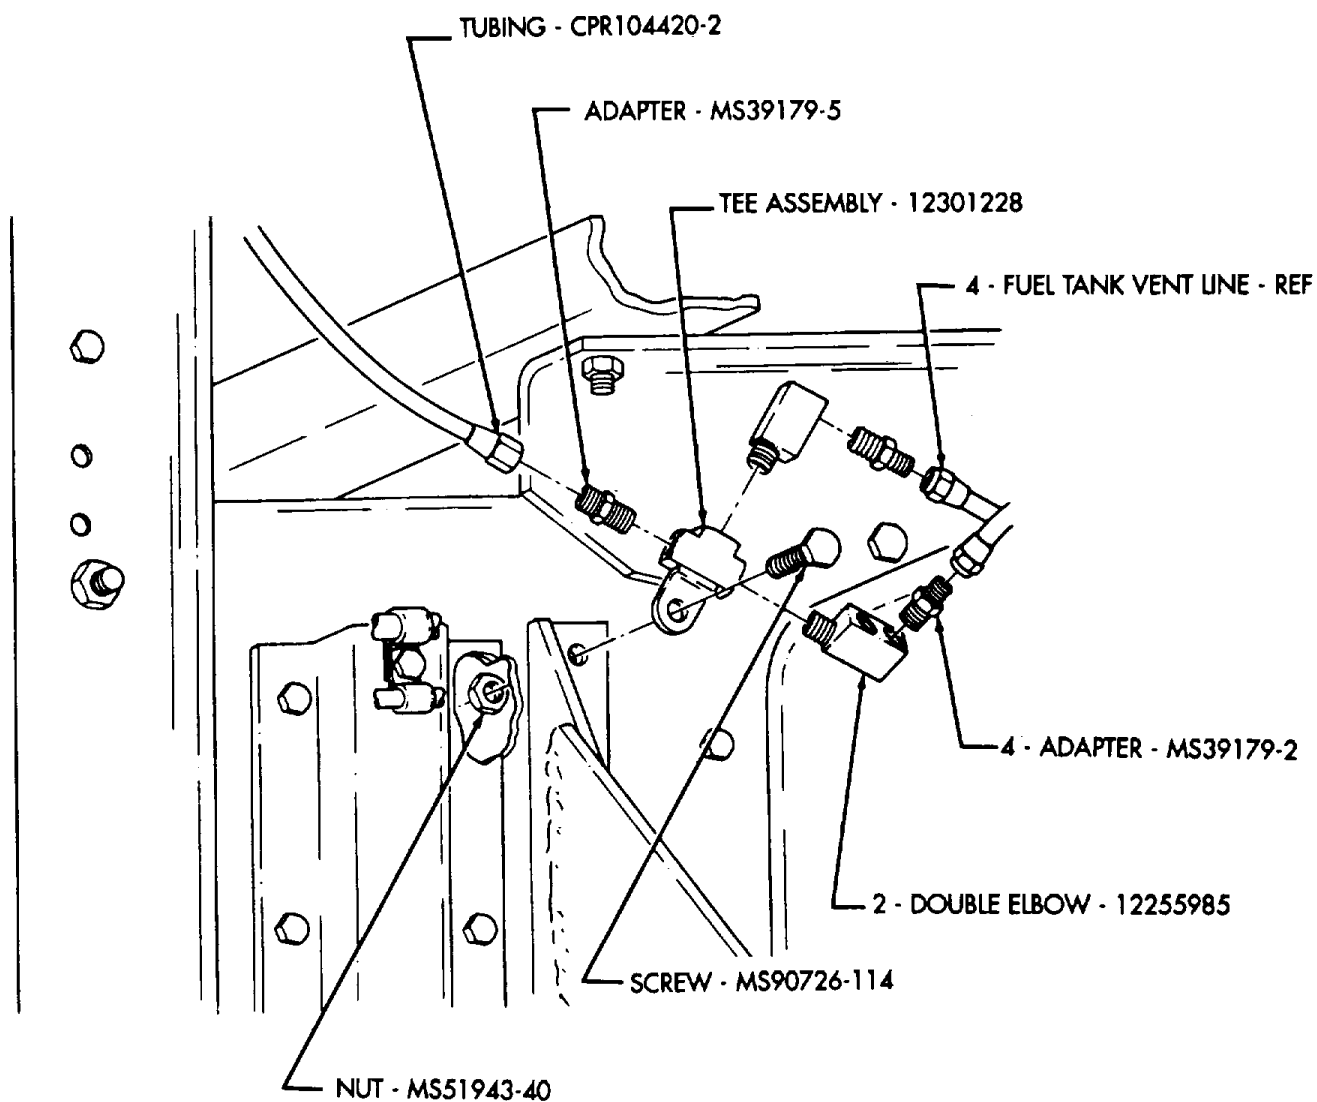 TUBING - CPR104420-2
ADAPTER - MS39179-5
TEE ASSEMBLY - 12301228
4 - FUEL TANK VENT LINE - REF
4 - ADAPTER - MS39179-2
2 - DOUBLE ELBOW - 12255985
SCREW - MS90726-114
NUT - MS51943-40